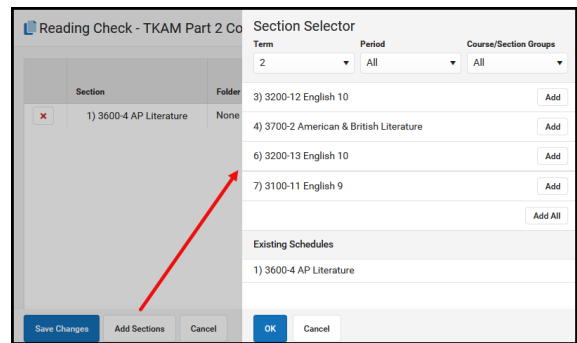 Reading Check - TKAM Part 2 Co
Section Folder
1) 3600-4 AP Literature None
Save Changes Add Sections Cancel
Section Selector
Term Period Course/Section Groups
2 All All
3) 3200-12 English 10 Add
4) 3700-2 American & British Literature Add
6) 3200-13 English 10 Add
7) 3100-11 English 9 Add
Add All
Existing Schedules
1) 3600-4 AP Literature
OK Cancel